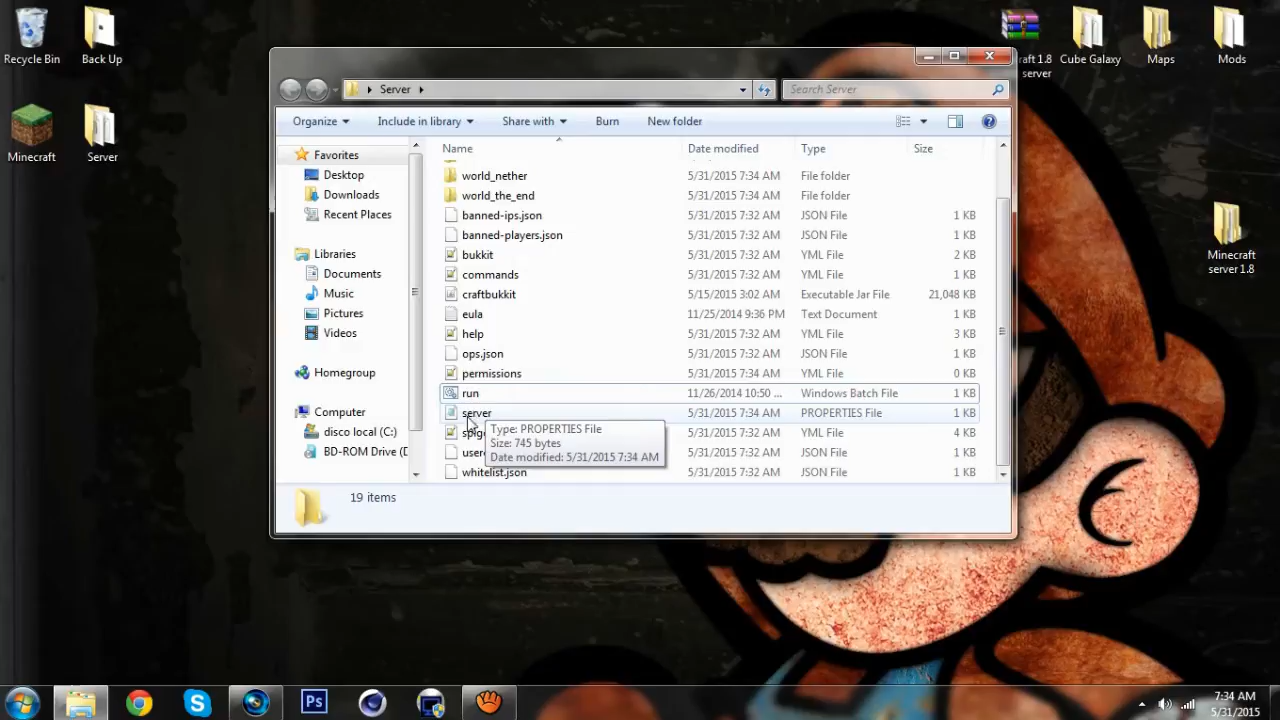 Recycle Bin
Back Up
Minecraft
Server
aft 1.8
server
Cube Galaxy
Maps
Mods
Minecraft
server 1.8
Server
Search Server
Organize
Include in library
Share with
Burn
New folder
Favorites
Desktop
Downloads
Recent Places
Libraries
Documents
Music
Pictures
Videos
Homegroup
Computer
disco local (C:)
BD-ROM Drive (D
Name Date modified Type Size
world_nether 5/31/2015 7:34 AM File folder
world_the_end 5/31/2015 7:34 AM File folder
banned-ips.json 5/31/2015 7:32 AM JSON File 1 KB
banned-players.json 5/31/2015 7:32 AM JSON File 1 KB
bukkit 5/31/2015 7:32 AM YML File 2 KB
commands 5/31/2015 7:32 AM YML File 1 KB
craftbukkit 5/15/2015 3:02 AM Executable Jar File 21,048 KB
eula 11/25/2014 9:36 PM Text Document 1 KB
help 5/31/2015 7:32 AM YML File 3 KB
ops.json 5/31/2015 7:32 AM JSON File 1 KB
permissions 5/31/2015 7:34 AM YML File 0 KB
run 11/26/2014 10:50 ... Windows Batch File 1 KB
server 5/31/2015 7:34 AM PROPERTIES File 1 KB
5/31/2015 7:32 AM YML File 4 KB
5/31/2015 7:32 AM JSON File 1 KB
whitelist.json 5/31/2015 7:32 AM JSON File 1 KB
Type: PROPERTIES File
Size: 745 bytes
Date modified: 5/31/2015 7:34 AM
19 items
Ps
7:34 AM
5/31/2015